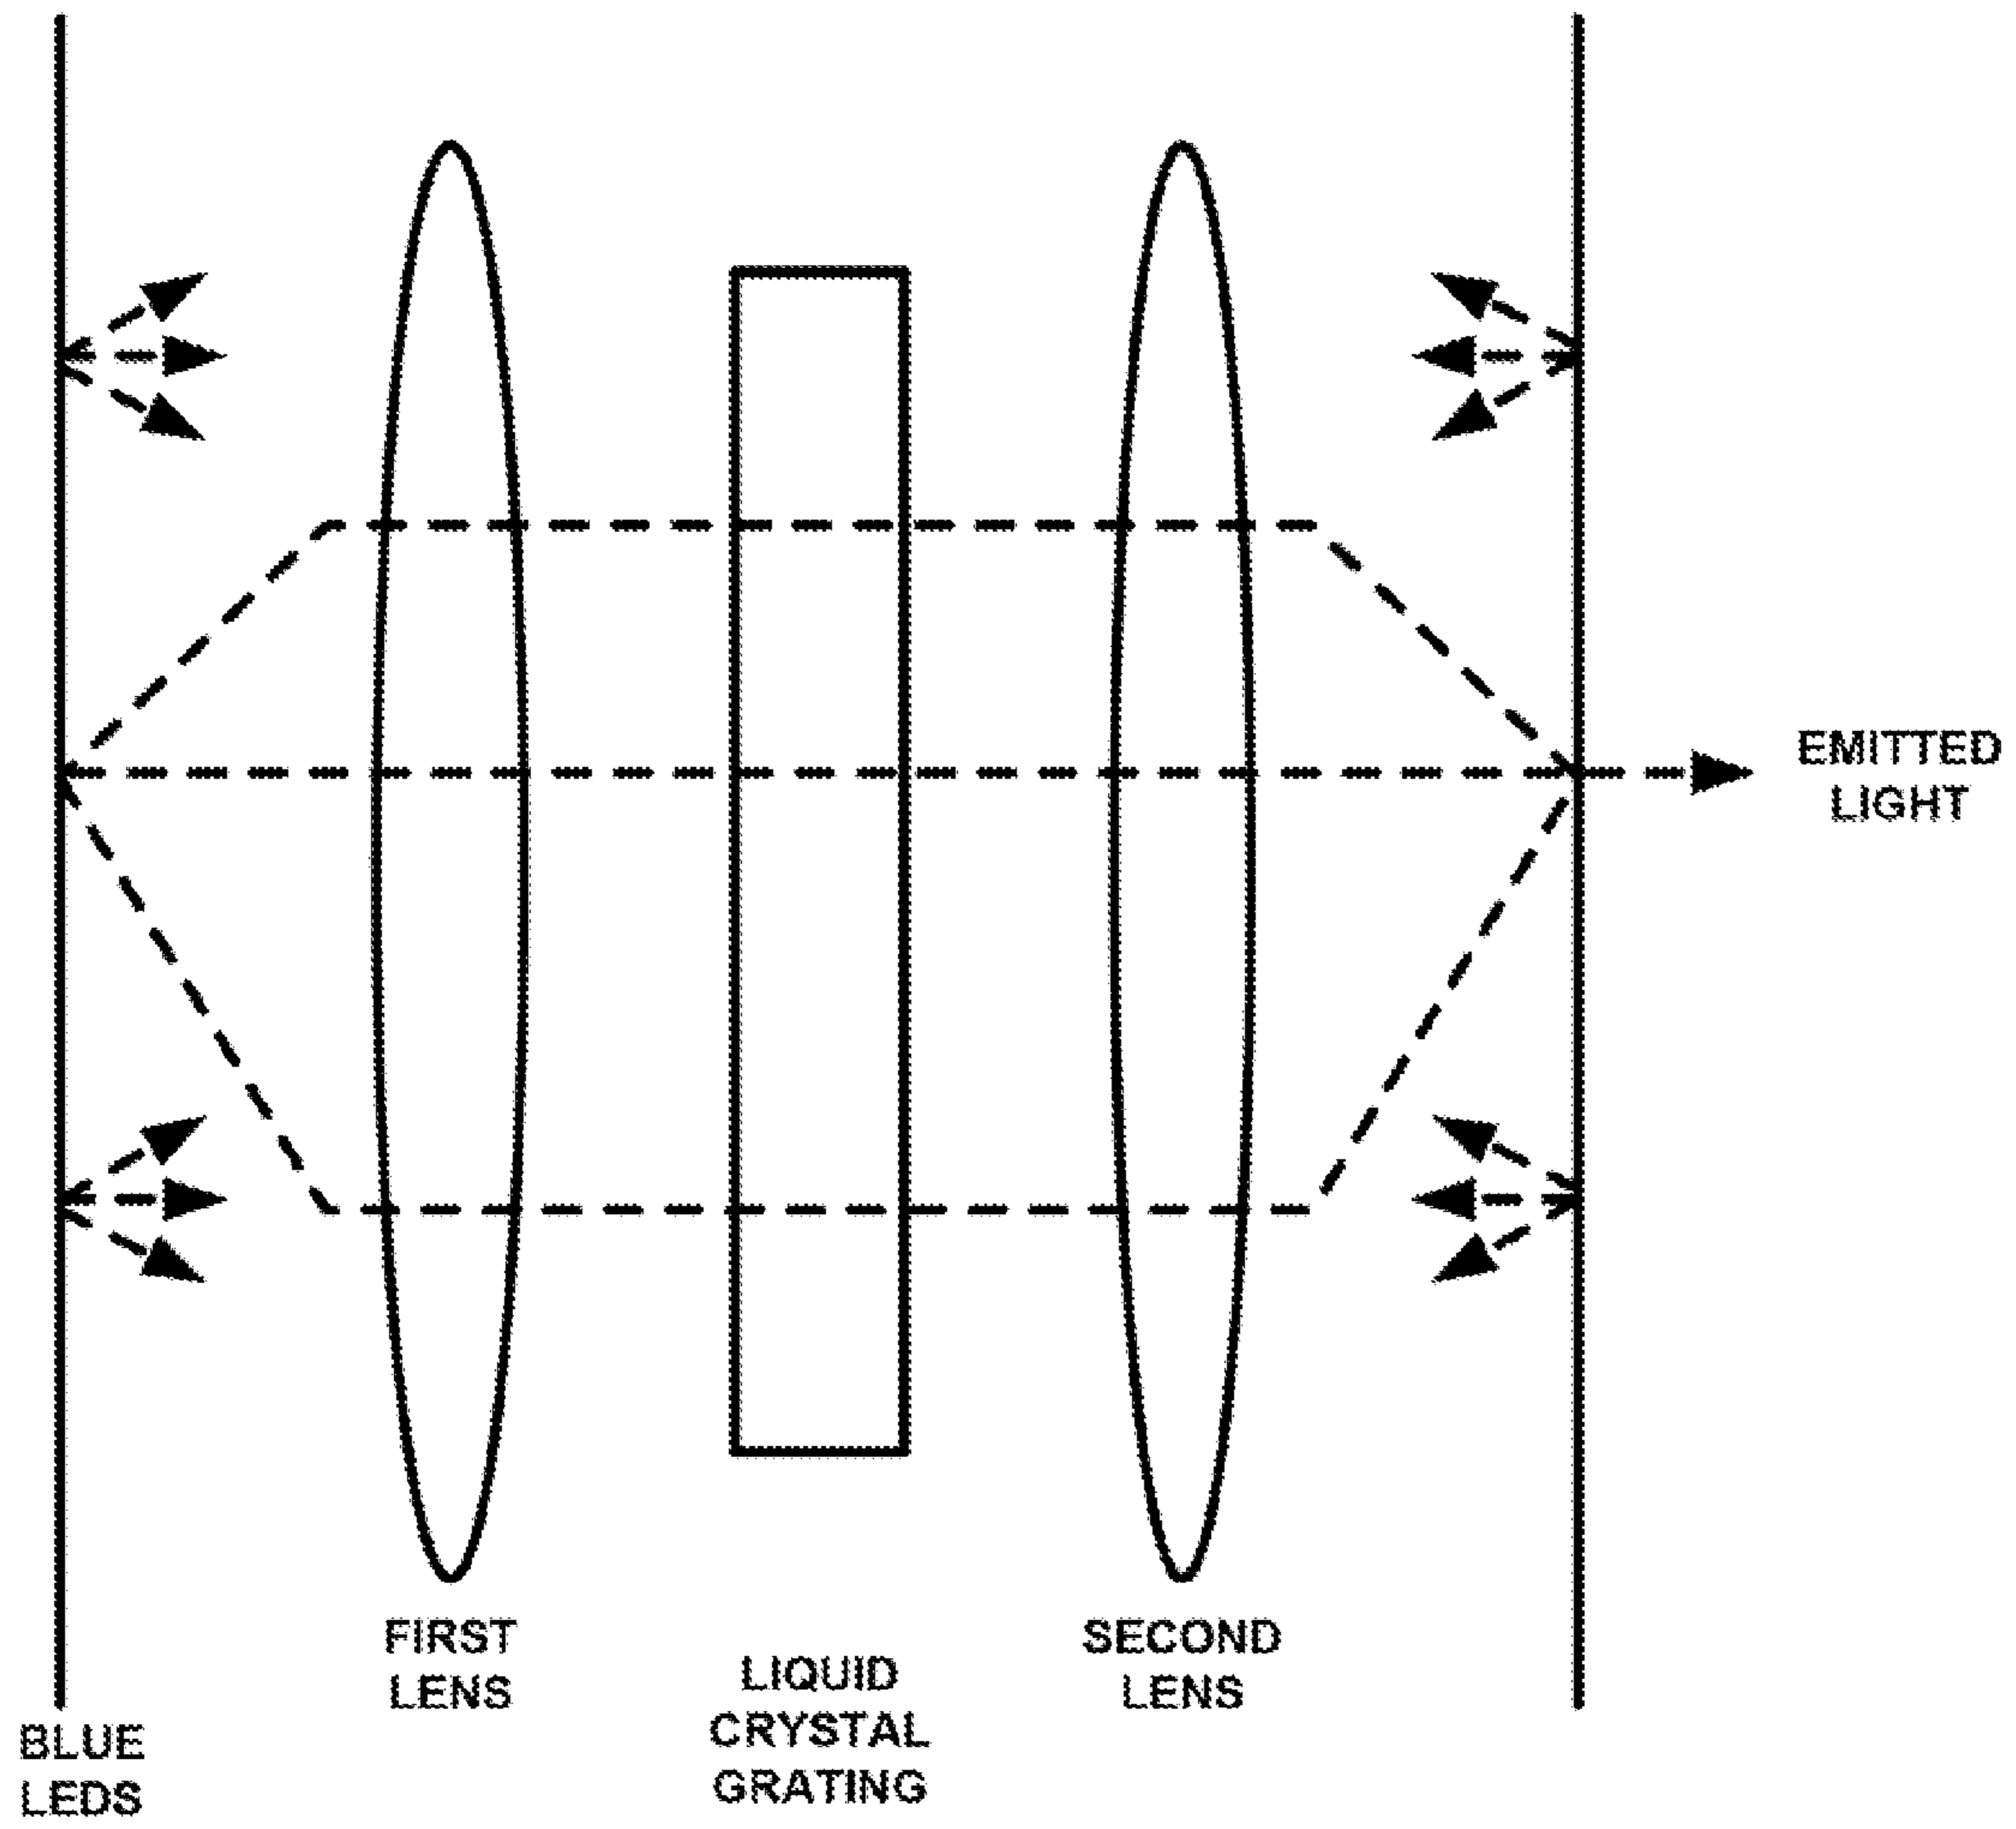 EMITTED
LIGHT
FIRST
LENS
SECOND
LENS
LIQUID
CRYSTAL
GRATING
BLUE
LEDS